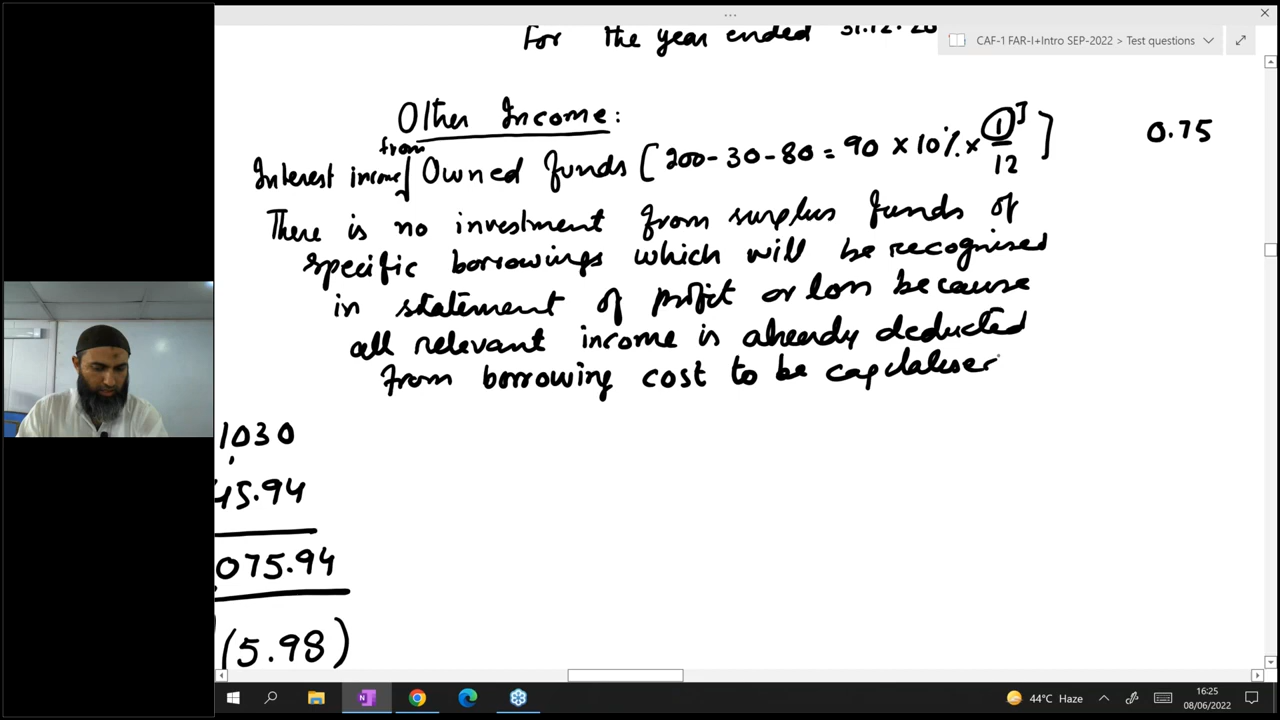 For the year ended 31.12.20
CAF-1 FAR-I+Intro SEP-2022 > Test questions
Other Income:
Interest income from Owned funds [200-30-80 = 90 × 10% × 1/12] 0.75
There is no investment from surplus funds of
specific borrowings which will be recognised
in statement of profit or loss because
all relevant income is already deducted
from borrowing cost to be capitaliser
1030
45.94
075.94
(5.98)
44°C Haze
16:25
08/06/2022